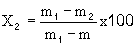 X₂ = (m₁ – m₂)/(m₁ – m) x100